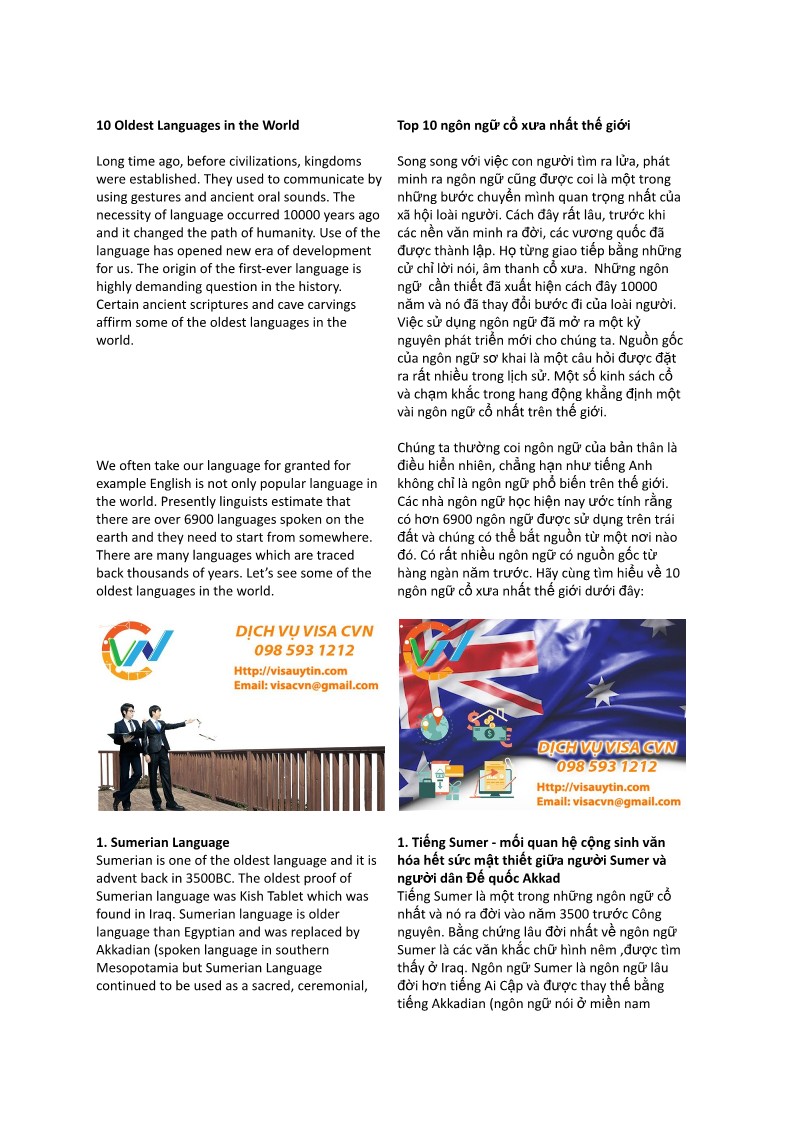 10 Oldest Languages in the World
Long time ago, before civilizations, kingdoms
were established. They used to communicate by
using gestures and ancient oral sounds. The
necessity of language occurred 10000 years ago
and it changed the path of humanity. Use of the
language has opened new era of development
for us. The origin of the first-ever language is
highly demanding question in the history.
Certain ancient scriptures and cave carvings
affirm some of the oldest languages in the
world.
We often take our language for granted for
example English is not only popular language in
the world. Presently linguists estimate that
there are over 6900 languages spoken on the
earth and they need to start from somewhere.
There are many languages which are traced
back thousands of years. Let’s see some of the
oldest languages in the world.
CVN
DỊCH VỤ VISA CVN
098 593 1212
Http://visauytin.com
Email: visacvn@gmail.com
1. Sumerian Language
Sumerian is one of the oldest language and it is
advent back in 3500BC. The oldest proof of
Sumerian language was Kish Tablet which was
found in Iraq. Sumerian language is older
language than Egyptian and was replaced by
Akkadian (spoken language in southern
Mesopotamia but Sumerian Language
continued to be used as a sacred, ceremonial,
Top 10 ngôn ngữ cổ xưa nhất thế giới
Song song với việc con người tìm ra lửa, phát
minh ra ngôn ngữ cũng được coi là một trong
những bước chuyển mình quan trọng nhất của
xã hội loài người. Cách đây rất lâu, trước khi
các nền văn minh ra đời, các vương quốc đã
được thành lập. Họ từng giao tiếp bằng những
cử chỉ lời nói, âm thanh cổ xưa.  Những ngôn
ngữ  cần thiết đã xuất hiện cách đây 10000
năm và nó đã thay đổi bước đi của loài người.
Việc sử dụng ngôn ngữ đã mở ra một kỷ
nguyên phát triển mới cho chúng ta. Nguồn gốc
của ngôn ngữ sơ khai là một câu hỏi được đặt
ra rất nhiều trong lịch sử. Một số kinh sách cổ
và chạm khắc trong hang động khẳng định một
vài ngôn ngữ cổ nhất trên thế giới.
Chúng ta thường coi ngôn ngữ của bản thân là
điều hiển nhiên, chẳng hạn như tiếng Anh
không chỉ là ngôn ngữ phổ biến trên thế giới.
Các nhà ngôn ngữ học hiện nay ước tính rằng
có hơn 6900 ngôn ngữ được sử dụng trên trái
đất và chúng có thể bắt nguồn từ một nơi nào
đó. Có rất nhiều ngôn ngữ có nguồn gốc từ
hàng ngàn năm trước. Hãy cùng tìm hiểu về 10
ngôn ngữ cổ xưa nhất thế giới dưới đây:
CVN
DỊCH VỤ VISA CVN
098 593 1212
Http://visauytin.com
Email: visacvn@gmail.com
1. Tiếng Sumer - mối quan hệ cộng sinh văn
hóa hết sức mật thiết giữa người Sumer và
người dân Đế quốc Akkad
Tiếng Sumer là một trong những ngôn ngữ cổ
nhất và nó ra đời vào năm 3500 trước Công
nguyên. Bằng chứng lâu đời nhất về ngôn ngữ
Sumer là các văn khắc chữ hình nêm ,được tìm
thấy ở Iraq. Ngôn ngữ Sumer là ngôn ngữ lâu
đời hơn tiếng Ai Cập và được thay thế bằng
tiếng Akkadian (ngôn ngữ nói ở miền nam